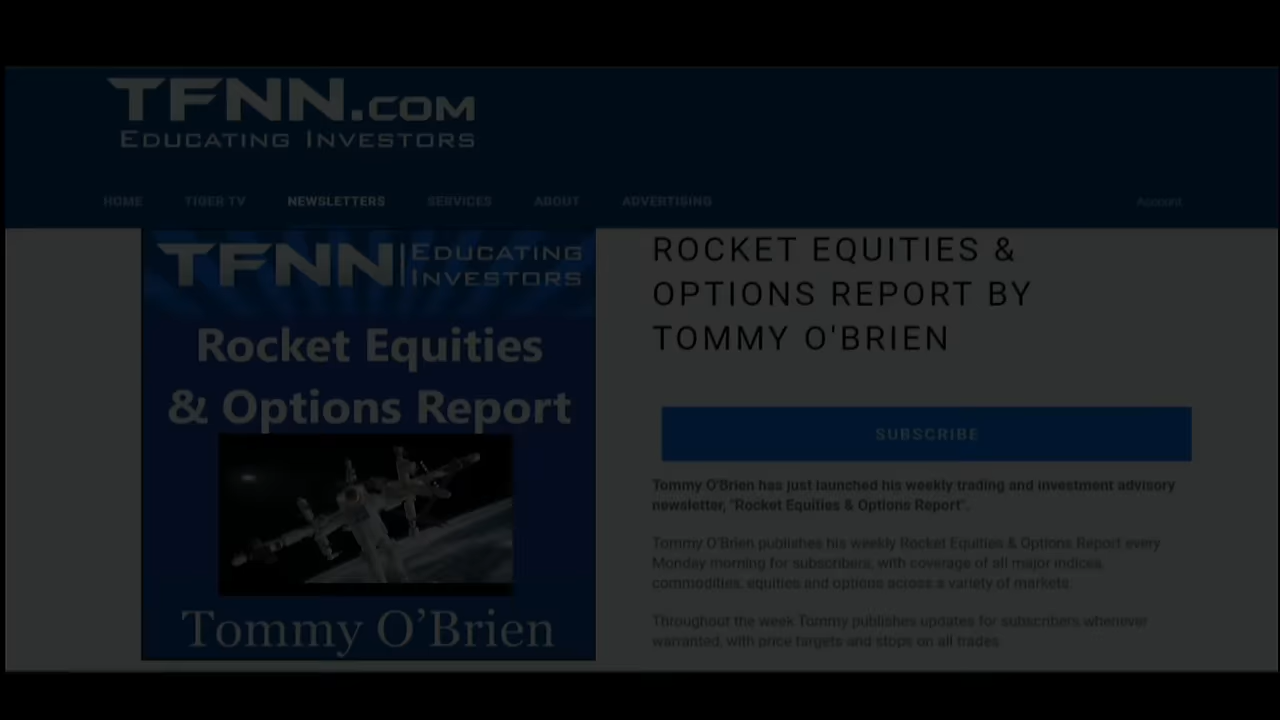 TFNN.COM
EDUCATING INVESTORS
HOME TIGER TV NEWSLETTERS SERVICES ABOUT ADVERTISING Account
TFNN EDUCATING
INVESTORS
Rocket Equities
& Options Report
Tommy O'Brien
ROCKET EQUITIES &
OPTIONS REPORT BY
TOMMY O'BRIEN
SUBSCRIBE
Tommy O'Brien has just launched his weekly trading and investment advisory
newsletter, "Rocket Equities & Options Report".
Tommy O'Brien publishes his weekly Rocket Equities & Options Report every
Monday morning for subscribers, with coverage of all major indices,
commodities, equities and options across a variety of markets.
Throughout the week Tommy publishes updates for subscribers whenever
warranted, with price targets and stops on all trades.